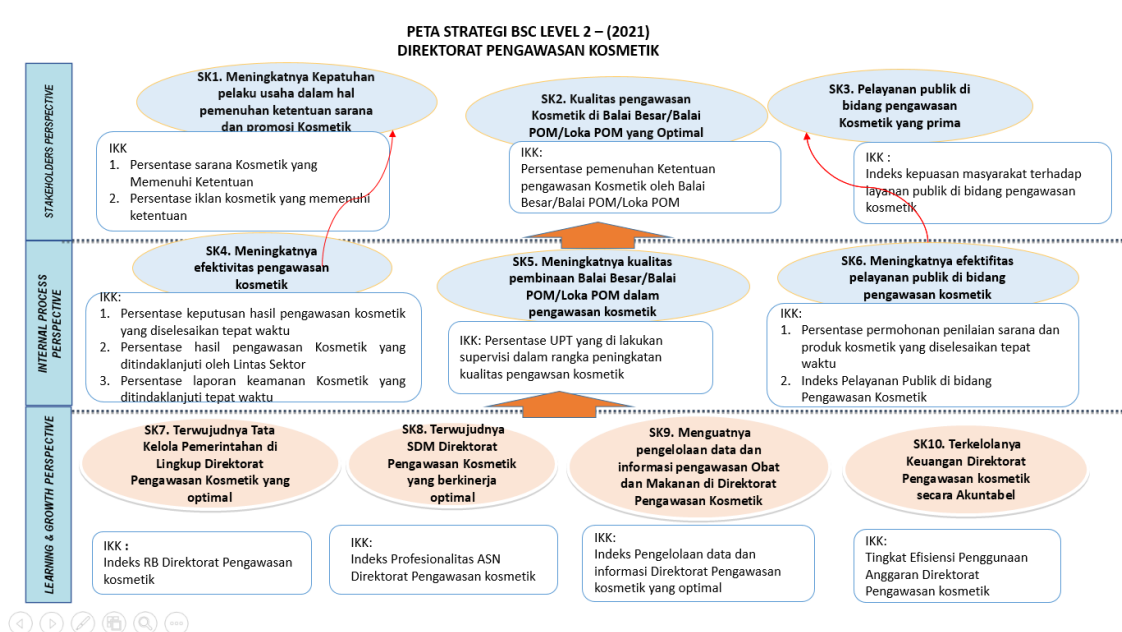 PETA STRATEGI BSC LEVEL 2 – (2021)
DIREKTORAT PENGAWASAN KOSMETIK
STAKEHOLDERS PERSPECTIVE
SK1. Meningkatnya Kepatuhan
pelaku usaha dalam hal
pemenuhan ketentuan sarana
dan promosi Kosmetik
IKK
1. Persentase sarana Kosmetik yang
Memenuhi Ketentuan
2. Persentase iklan kosmetik yang memenuhi
ketentuan
SK2. Kualitas pengawasan
Kosmetik di Balai Besar/Balai
POM/Loka POM yang Optimal
IKK:
Persentase pemenuhan Ketentuan
pengawasan Kosmetik oleh Balai
Besar/Balai POM/Loka POM
SK3. Pelayanan publik di
bidang pengawasan
Kosmetik yang prima
IKK :
Indeks kepuasan masyarakat terhadap
layanan publik di bidang pengawasan
kosmetik
INTERNAL PROCESS
PERSPECTIVE
SK4. Meningkatnya
efektivitas pengawasan
kosmetik
IKK:
1. Persentase keputusan hasil pengawasan kosmetik
yang diselesaikan tepat waktu
2. Persentase hasil pengawasan Kosmetik yang
ditindaklanjuti oleh Lintas Sektor
3. Persentase laporan keamanan Kosmetik yang
ditindaklanjuti tepat waktu
SK5. Meningkatnya kualitas
pembinaan Balai Besar/Balai
POM/Loka POM dalam
pengawasan kosmetik
IKK: Persentase UPT yang di lakukan
supervisi dalam rangka peningkatan
kualitas pengawsan kosmetik
SK6. Meningkatnya efektifitas
pelayanan publik di bidang
pengawasan kosmetik
IKK:
1. Persentase permohonan penilaian sarana dan
produk kosmetik yang diselesaikan tepat
waktu
2. Indeks Pelayanan Publik di bidang
Pengawasan Kosmetik
LEARNING & GROWTH PERSPECTIVE
SK7. Terwujudnya Tata
Kelola Pemerintahan di
Lingkup Direktorat
Pengawasan Kosmetik yang
optimal
IKK :
Indeks RB Direktorat Pengawasan
kosmetik
SK8. Terwujudnya
SDM Direktorat
Pengawasan Kosmetik
yang berkinerja
optimal
IKK:
Indeks Profesionalitas ASN
Direktorat Pengawasan kosmetik
SK9. Menguatnya
pengelolaan data dan
informasi pengawasan Obat
dan Makanan di Direktorat
Pengawasan Kosmetik
IKK:
Indeks Pengelolaan data dan
informasi Direktorat Pengawasan
kosmetik yang optimal
SK10. Terkelolanya
Keuangan Direktorat
Pengawasan kosmetik
secara Akuntabel
IKK:
Tingkat Efisiensi Penggunaan
Anggaran Direktorat
Pengawasan kosmetik